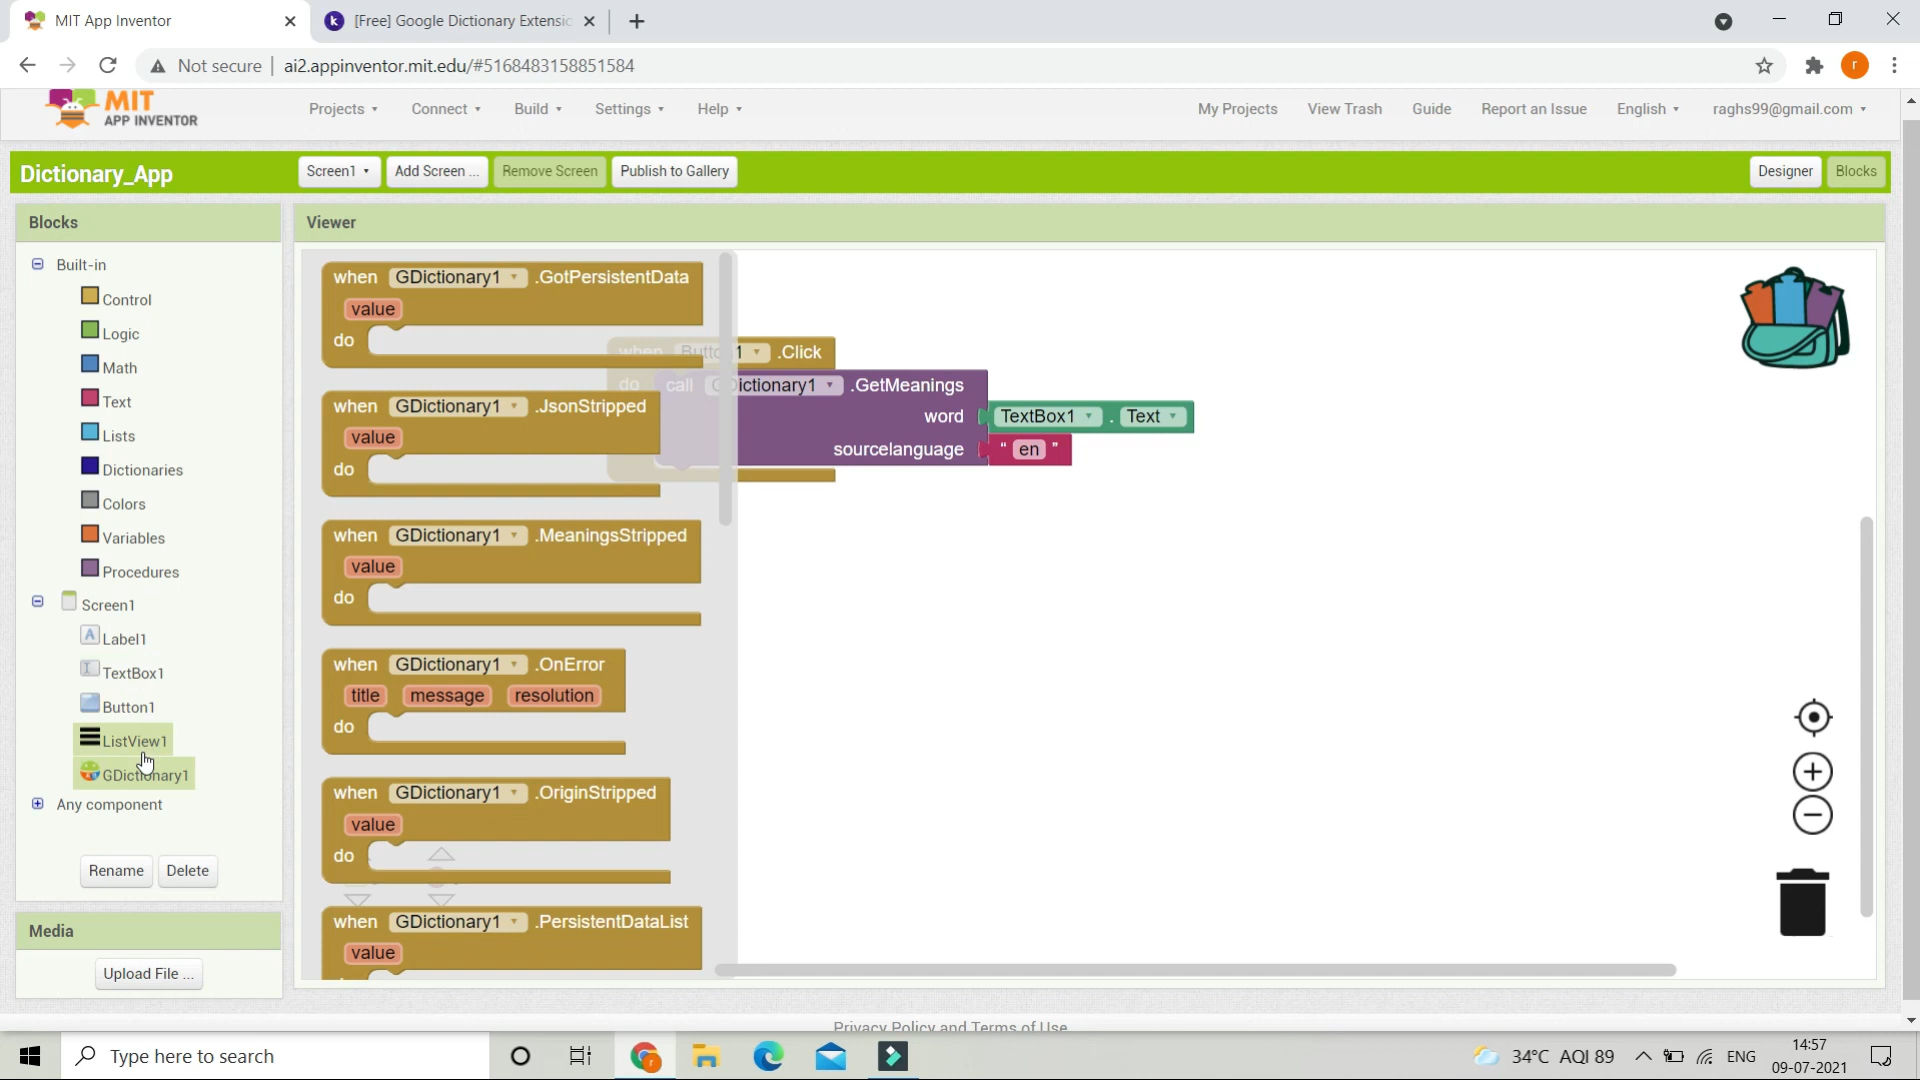 MIT App Inventor
[Free] Google Dictionary Extensio
Not secure
ai2.appinventor.mit.edu/#5168483158851584
r
MIT
APP INVENTOR
Projects
Connect
Build
Settings
Help
My Projects
View Trash
Guide
Report an Issue
English
raghs99@gmail.com
Dictionary_App
Screen1
Add Screen ...
Remove Screen
Publish to Gallery
Designer
Blocks
Blocks
Built-in
Control
Logic
Math
Text
Lists
Dictionaries
Colors
Variables
Procedures
Screen1
Label1
TextBox1
Button1
ListView1
GDictionary1
Any component
Rename
Delete
Media
Upload File ...
Viewer
when GDictionary1 .GotPersistentData
value
do
when GDictionary1 .JsonStripped
value
do
when GDictionary1 .MeaningsStripped
value
do
when GDictionary1 .OnError
title message resolution
do
when GDictionary1 .OriginStripped
value
do
when GDictionary1 .PersistentDataList
value
when Button1 .Click
do call GDictionary1 .GetMeanings
word TextBox1 . Text
sourcelanguage " en "
Privacy Policy and Terms of Use
Type here to search
34°C AQI 89
ENG
14:57
09-07-2021